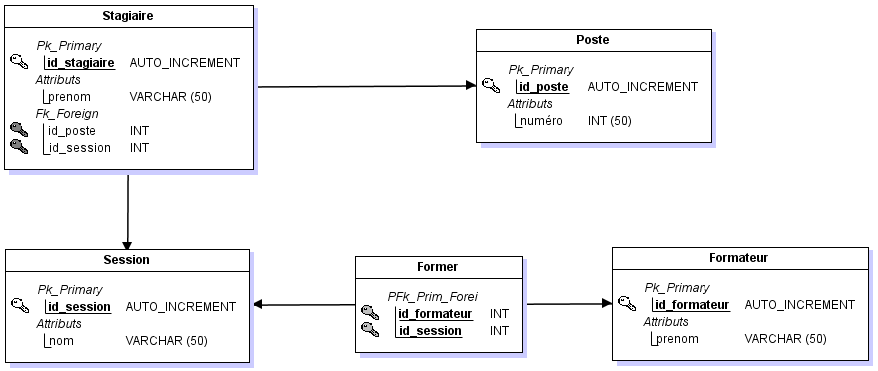 Stagiaire
Pk_Primary
id_stagiaire AUTO_INCREMENT
Attributs
prenom VARCHAR (50)
Fk_Foreign
id_poste INT
id_session INT
Poste
Pk_Primary
id_poste AUTO_INCREMENT
Attributs
numéro INT (50)
Session
Pk_Primary
id_session AUTO_INCREMENT
Attributs
nom VARCHAR (50)
Former
PFk_Prim_Forei
id_formateur INT
id_session INT
Formateur
Pk_Primary
id_formateur AUTO_INCREMENT
Attributs
prenom VARCHAR (50)